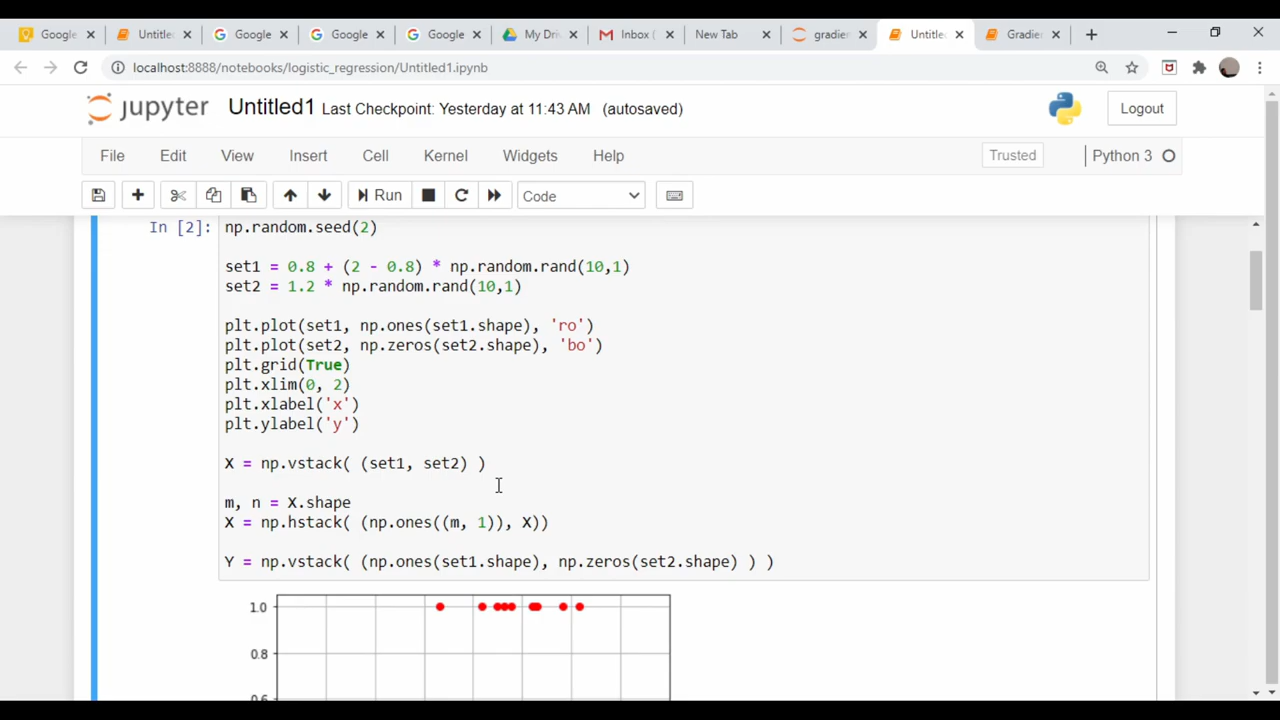 Google
Untitle
Google
Google
Google
My Dri
Inbox (
New Tab
gradien
Untitle
Gradien
localhost:8888/notebooks/logistic_regression/Untitled1.ipynb
jupyter
Untitled1 Last Checkpoint: Yesterday at 11:43 AM (autosaved)
Logout
File Edit View Insert Cell Kernel Widgets Help
Trusted
Python 3
Run
Code
In [2]:
np.random.seed(2)
set1 = 0.8 + (2 - 0.8) * np.random.rand(10,1)
set2 = 1.2 * np.random.rand(10,1)
plt.plot(set1, np.ones(set1.shape), 'ro')
plt.plot(set2, np.zeros(set2.shape), 'bo')
plt.grid(True)
plt.xlim(0, 2)
plt.xlabel('x')
plt.ylabel('y')
X = np.vstack( (set1, set2) )
m, n = X.shape
X = np.hstack( (np.ones((m, 1)), X))
Y = np.vstack( (np.ones(set1.shape), np.zeros(set2.shape) ) )
1.0
0.8
0.6